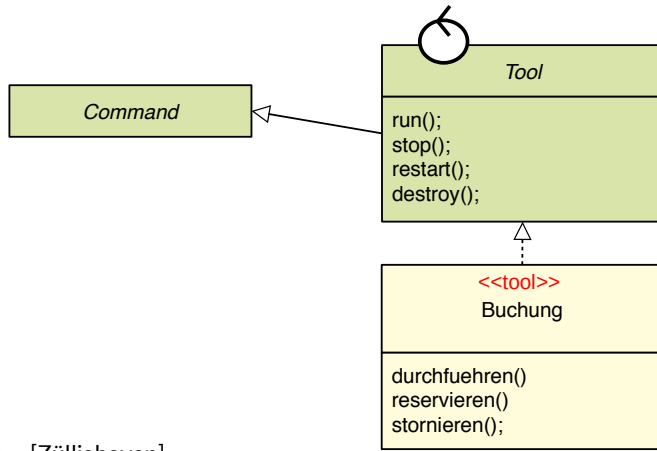 Tool
Command
run();
stop();
restart();
destroy();
<<tool>>
Buchung
durchfuehren()
reservieren()
stornieren();